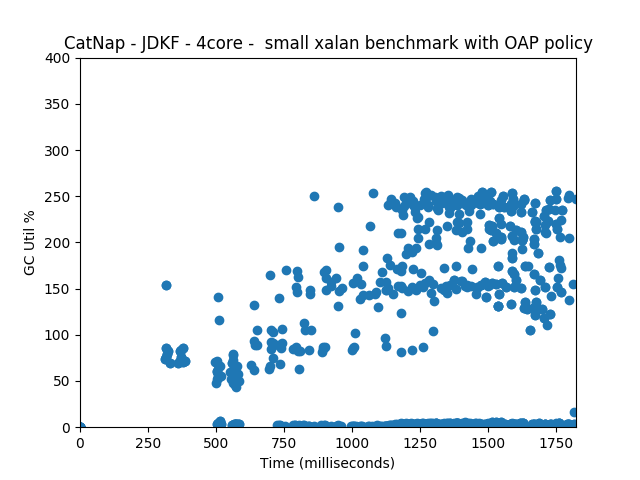 CatNap - JDKF - 4core -  small xalan benchmark with OAP policy
400
350
300
250
200
150
100
50
0
GC Util %
0 250 500 750 1000 1250 1500 1750
Time (milliseconds)